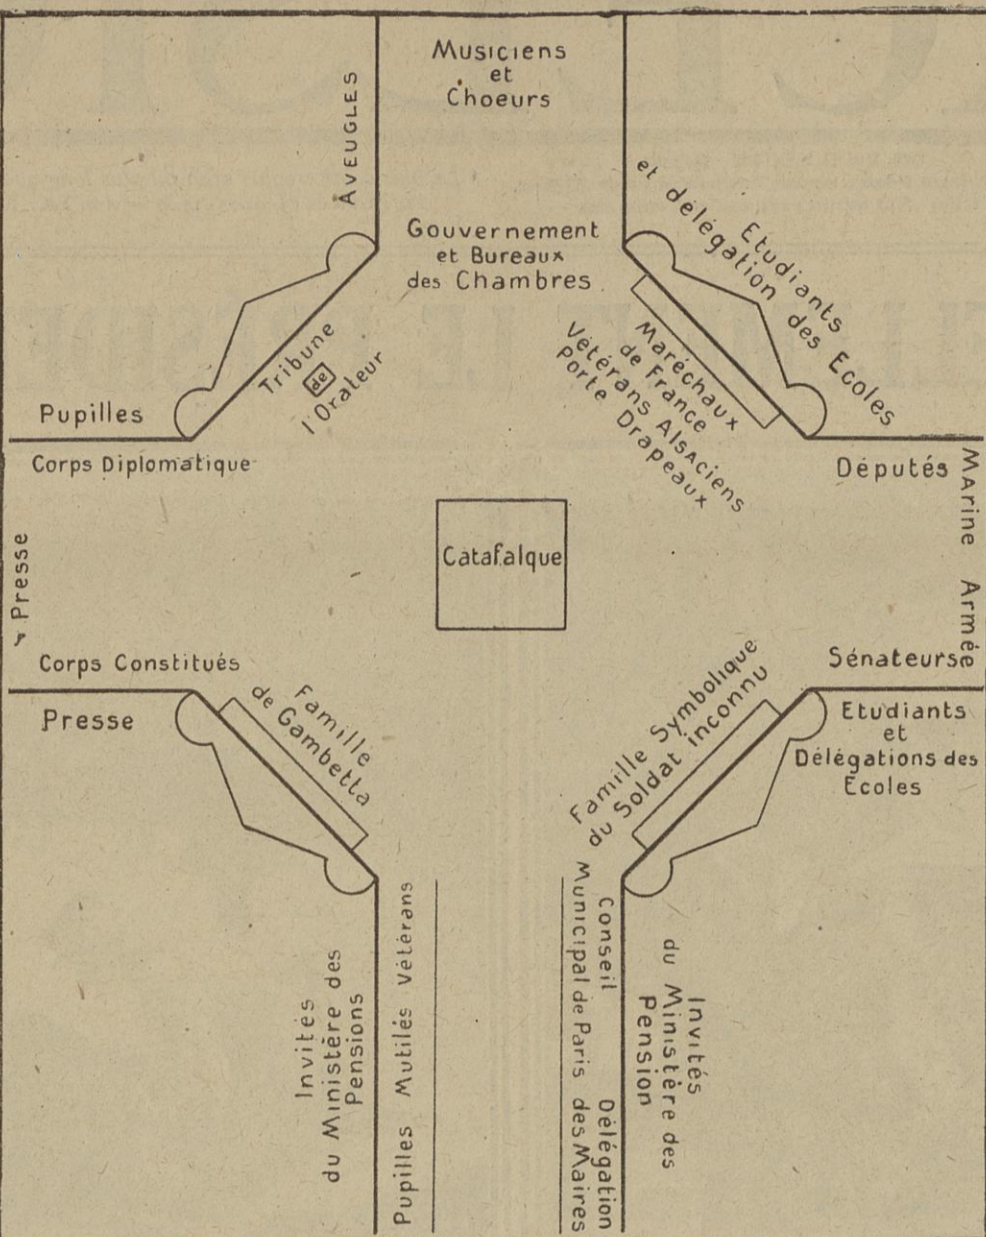 Musiciens
et
Choeurs
AVEUGLES
Gouvernement
et Bureaux
des Chambres
Etudiants
et délégation des Ecoles
Tribune
de
l'Orateur
Maréchaux
de France
Vétérans Alsaciens
Porte Drapeaux
Pupilles
Corps Diplomatique
Députés
Marine Armée
Presse
Catafalque
Corps Constitués
Presse
Sénateurs
Famille
de Gambetta
Famille Symbolique
du Soldat inconnu
Etudiants
et
Délégations des
Ecoles
Invités
du Ministère des
Pensions
Pupilles Mutilés Vétérans
Conseil Délégation
Municipal de Paris des Maires
Invités
du Ministère des
Pension